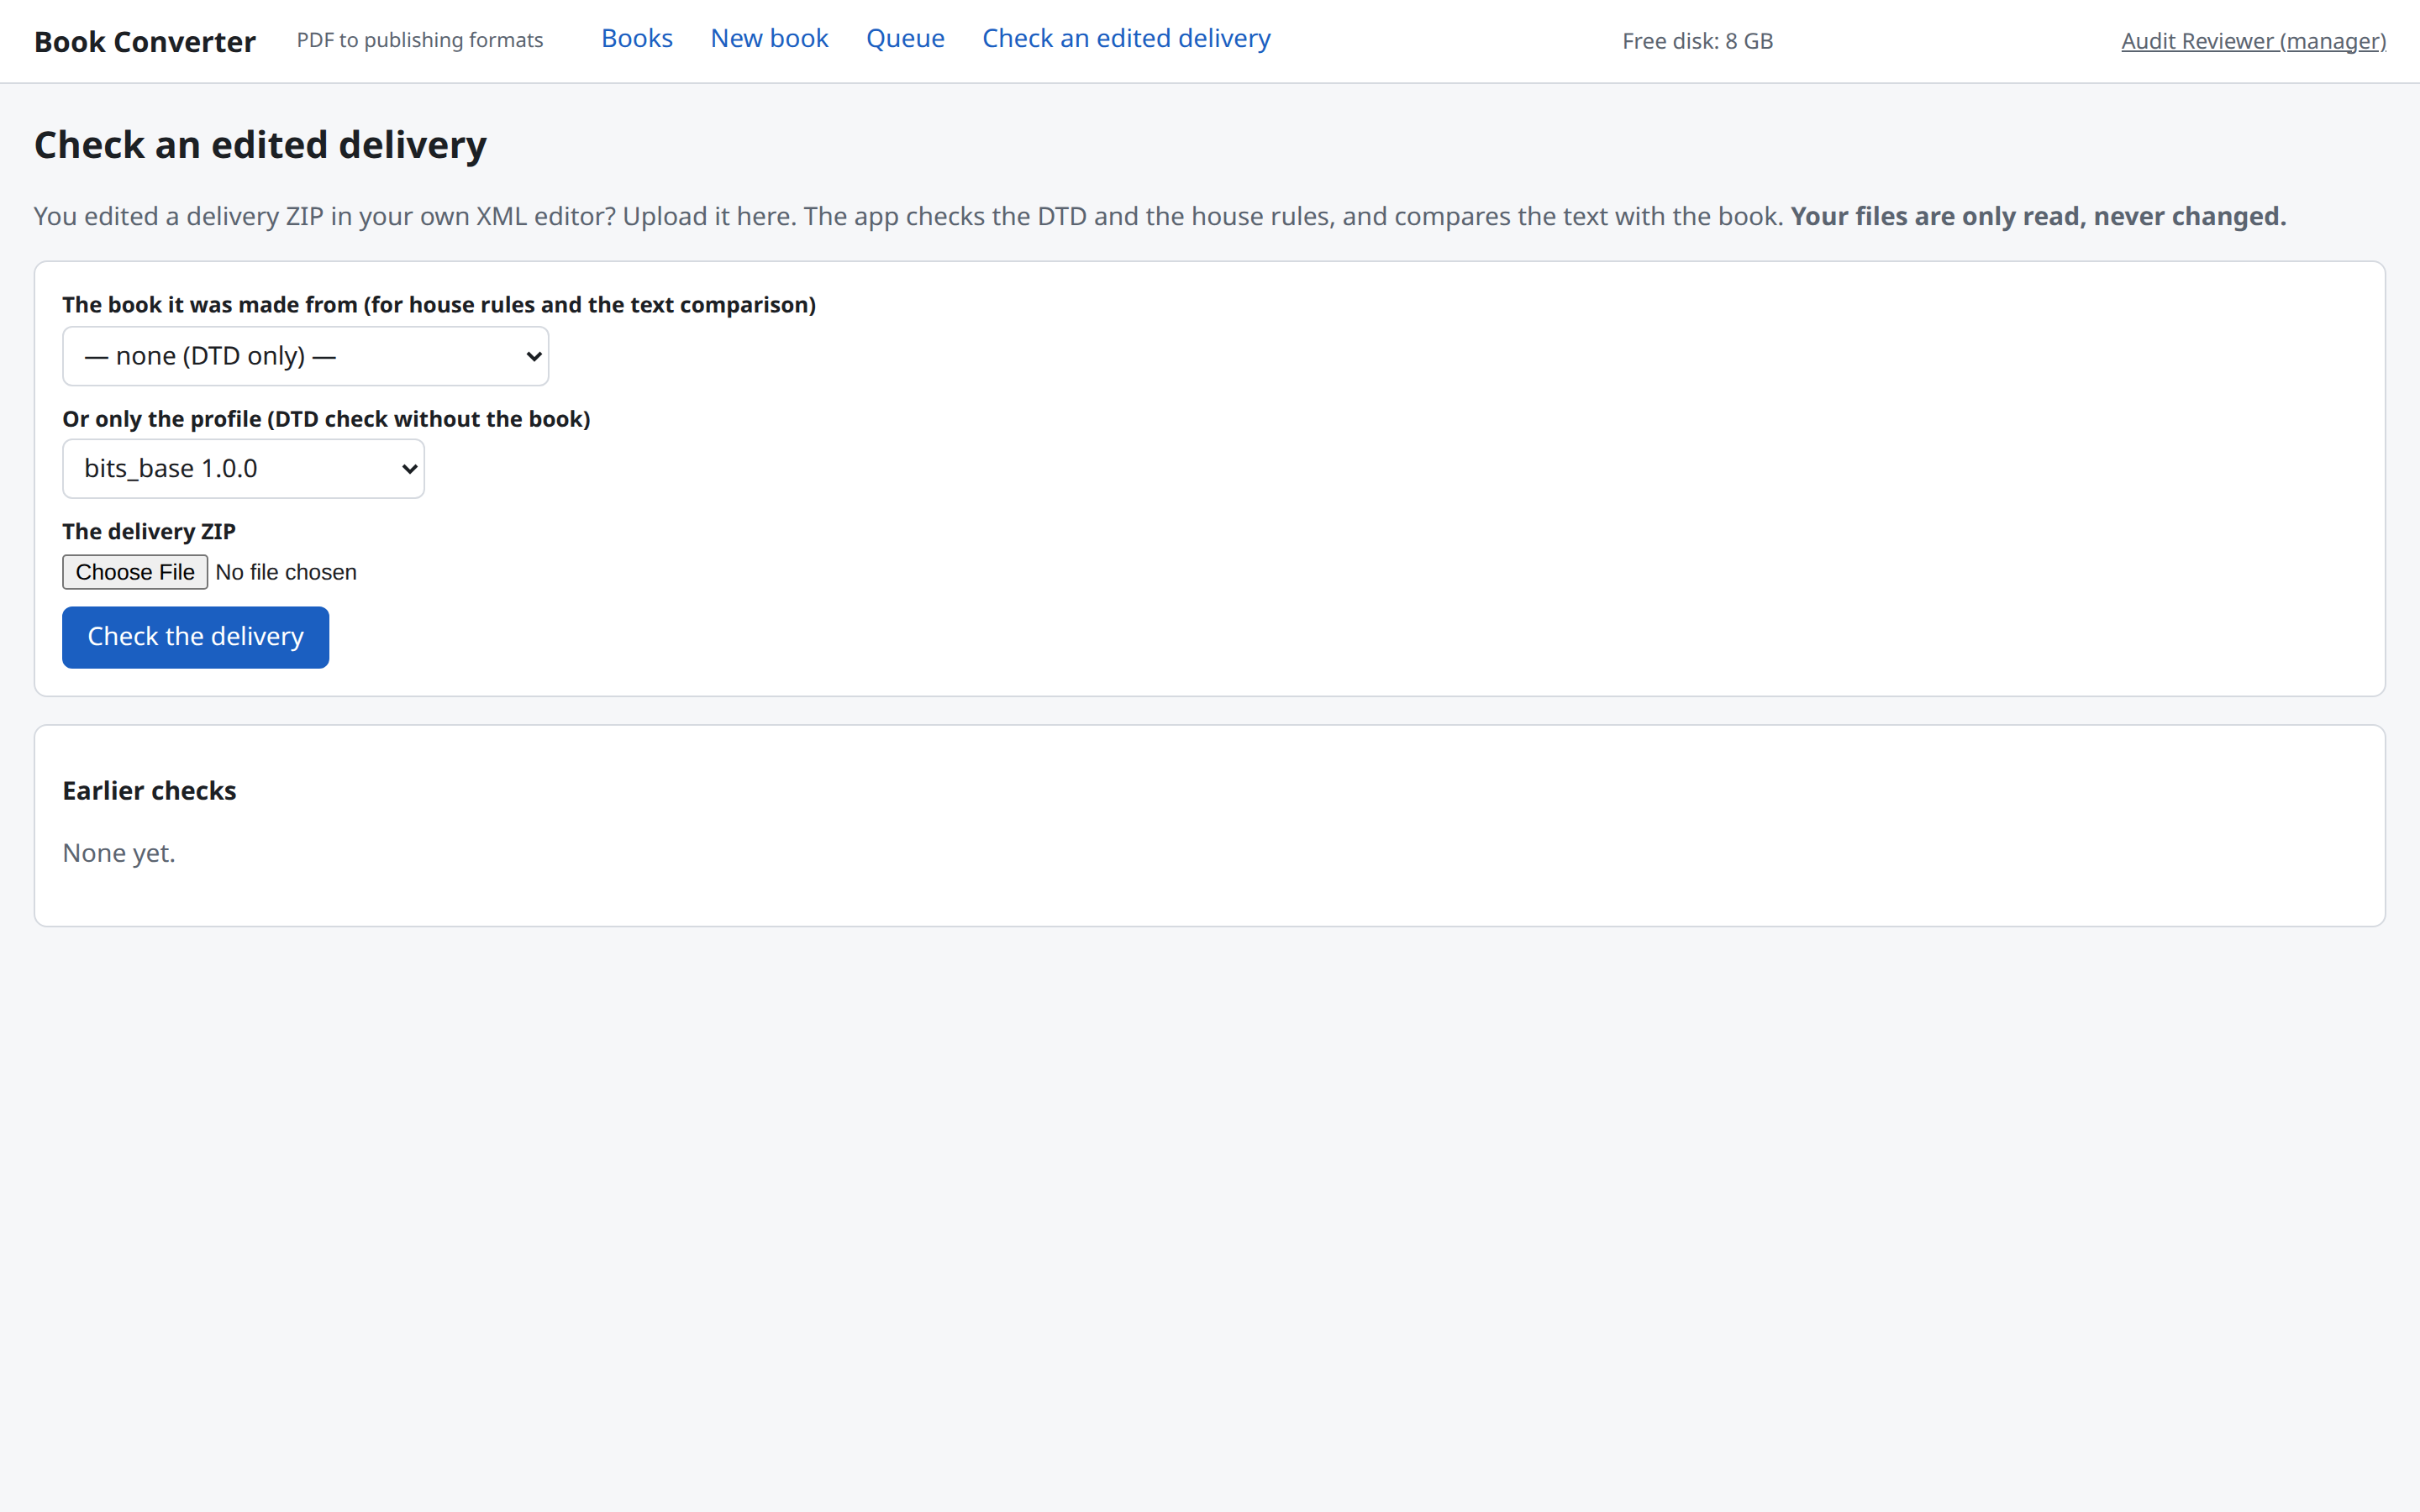 Book Converter PDF to publishing formats Books New book Queue Check an edited delivery Free disk: 8 GB Audit Reviewer (manager)
Check an edited delivery
You edited a delivery ZIP in your own XML editor? Upload it here. The app checks the DTD and the house rules, and compares the text with the book. Your files are only read, never changed.
The book it was made from (for house rules and the text comparison)
— none (DTD only) —
Or only the profile (DTD check without the book)
bits_base 1.0.0
The delivery ZIP
Choose File No file chosen
Check the delivery
Earlier checks
None yet.